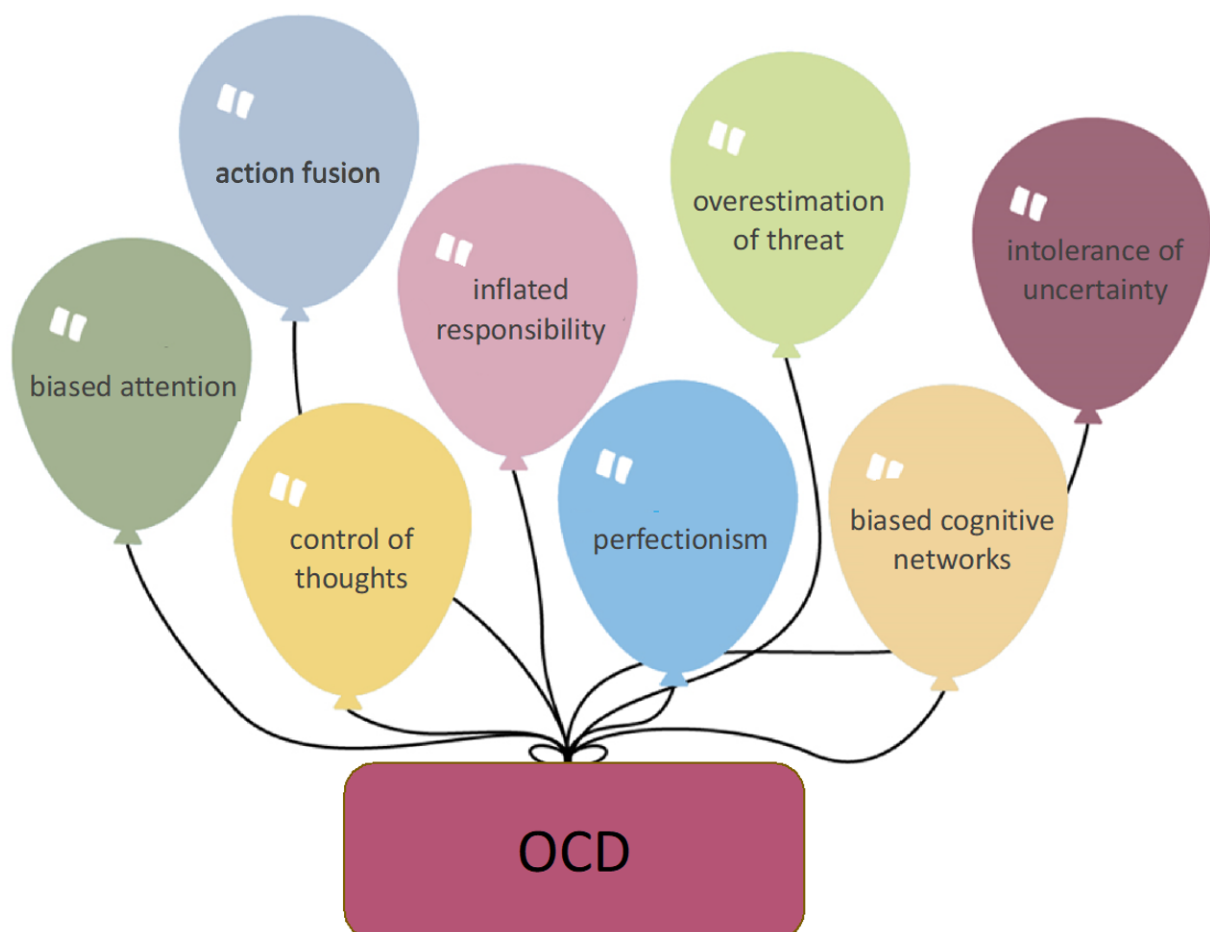 action fusion
overestimation
of threat
intolerance of
uncertainty
inflated
responsibility
biased attention
control of
thoughts
perfectionism
biased cognitive
networks
OCD